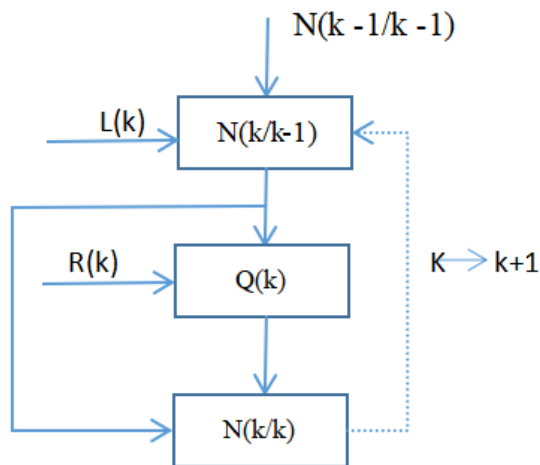 N(k -1/k -1)
L(k)
N(k/k-1)
R(k)
Q(k)
K → k+1
N(k/k)